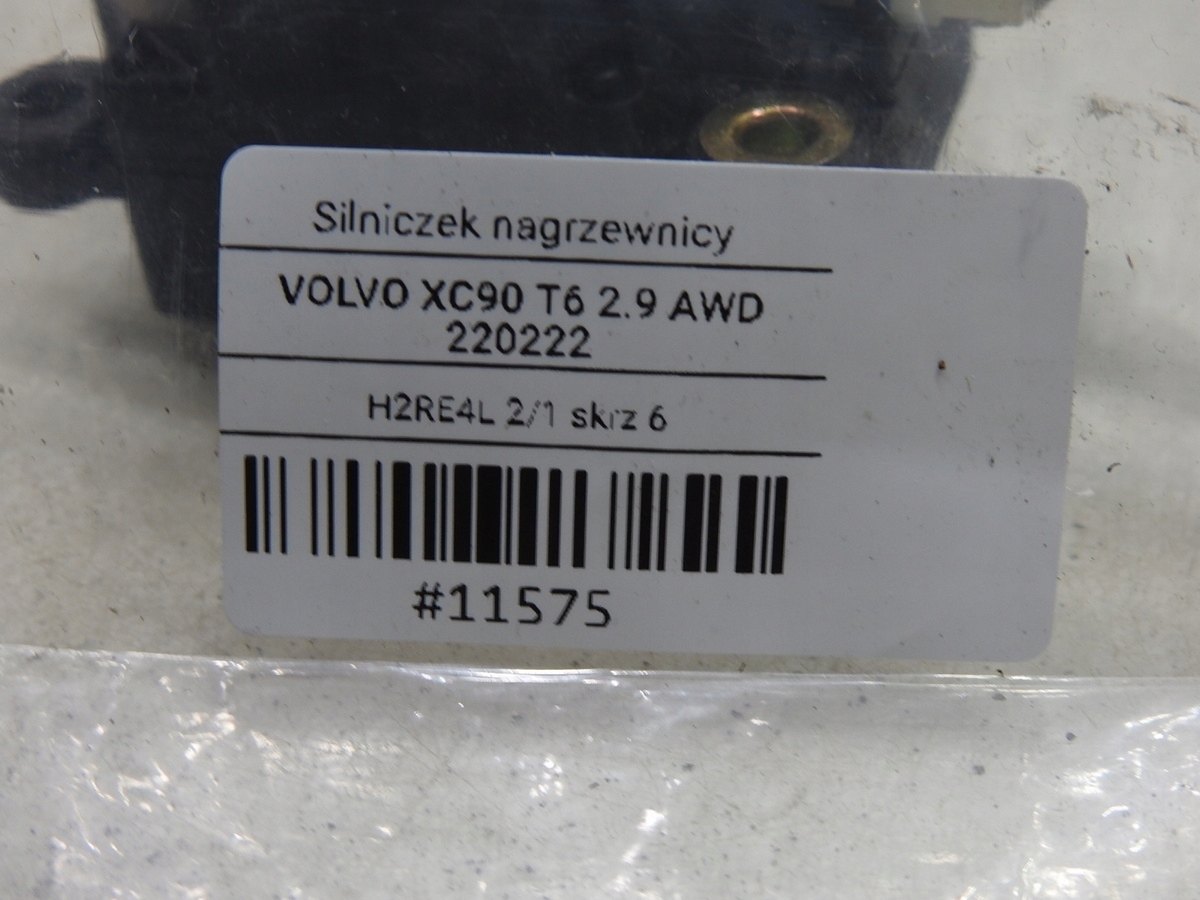 Silniczek nagrzewnicy
VOLVO XC90 T6 2.9 AWD
220222
H2RE4L 2/1 skrz 6
#11575